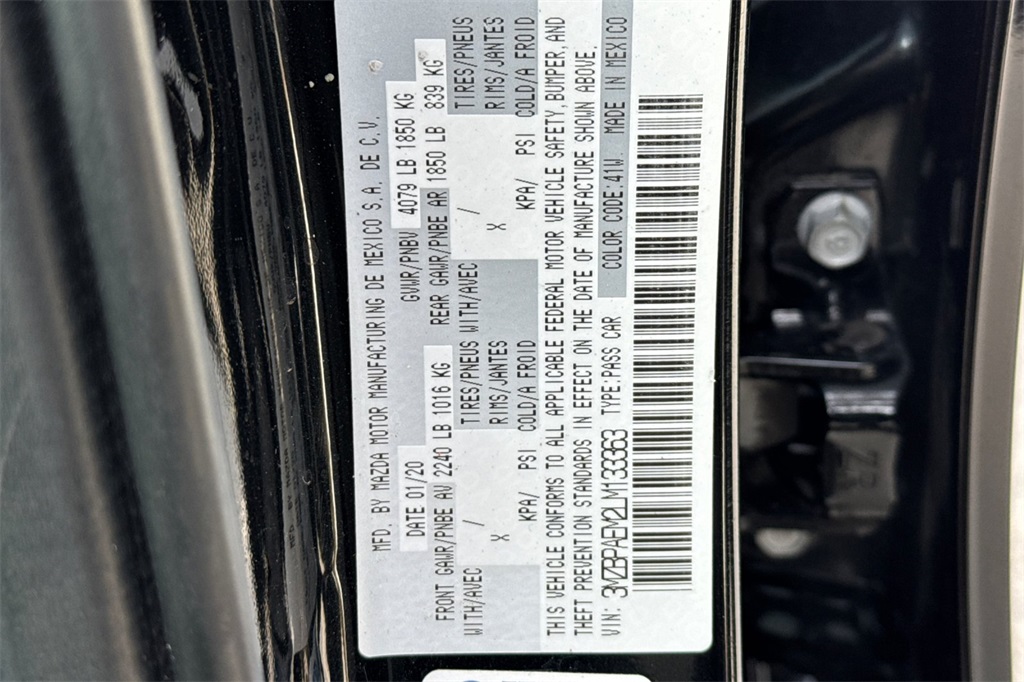 MFD. BY MAZDA MOTOR MANUFACTURING DE MEXICO S.A. DE C.V.
DATE 01/20 GVWR/PNBV 4079 LB 1850 KG
FRONT GAWR/PNBE AV 2240 LB 1016 KG REAR GAWR/PNBE AR 1850 LB 839 KG
WITH/AVEC / TIRES/PNEUS WITH/AVEC / TIRES/PNEUS
X RIMS/JANTES X RIMS/JANTES
KPA/ PSI COLD/A FROID KPA/ PSI COLD/A FROID
THIS VEHICLE CONFORMS TO ALL APPLICABLE FEDERAL MOTOR VEHICLE SAFETY, BUMPER, AND
THEFT PREVENTION STANDARDS IN EFFECT ON THE DATE OF MANUFACTURE SHOWN ABOVE.
VIN: 3MZBPAEM2LM133363 TYPE:PASS CAR COLOR CODE:41W MADE IN MEXICO